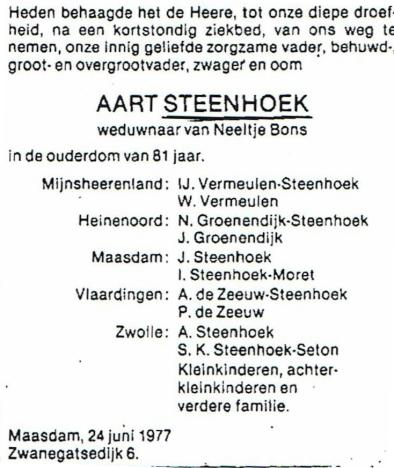 Heden behaagde het de Heere, tot onze diepe droef-
heid, na een kortstondig ziekbed, van ons weg te
nemen, onze innig geliefde zorgzame vader, behuwd-,
groot- en overgrootvader, zwager en oom
AART STEENHOEK
weduwnaar van Neeltje Bons
in de ouderdom van 81 jaar.
Mijnsheerenland: IJ. Vermeulen-Steenhoek
W. Vermeulen
Heinenoord: N. Groenendijk-Steenhoek
J. Groenendijk
Maasdam: J. Steenhoek
I. Steenhoek-Moret
Vlaardingen: A. de Zeeuw-Steenhoek
P. de Zeeuw
Zwolle: A. Steenhoek
S. K. Steenhoek-Seton
Kleinkinderen, achter-
kleinkinderen en
verdere familie.
Maasdam, 24 juni 1977
Zwanegatsedijk 6.